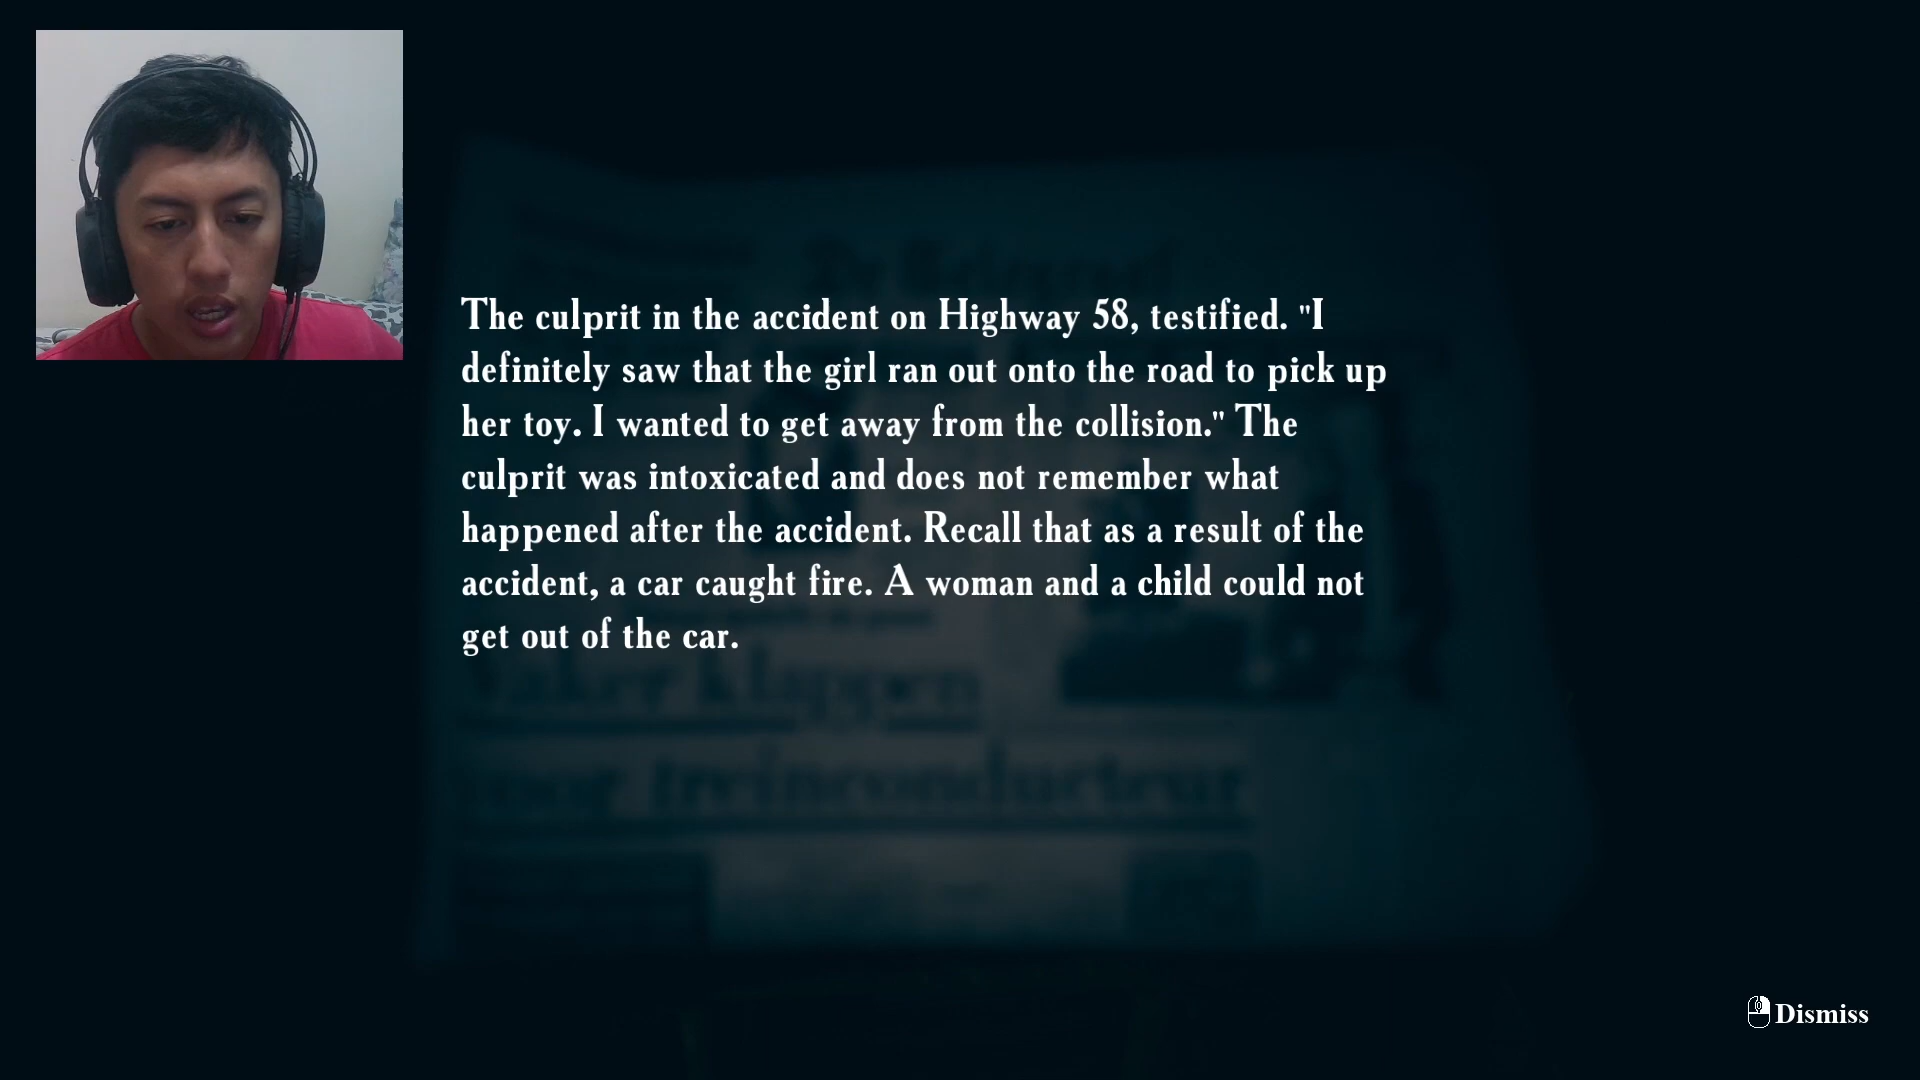 The culprit in the accident on Highway 58, testified. "I
definitely saw that the girl ran out onto the road to pick up
her toy. I wanted to get away from the collision." The
culprit was intoxicated and does not remember what
happened after the accident. Recall that as a result of the
accident, a car caught fire. A woman and a child could not
get out of the car.
klappen
treinconducteur
Dismiss